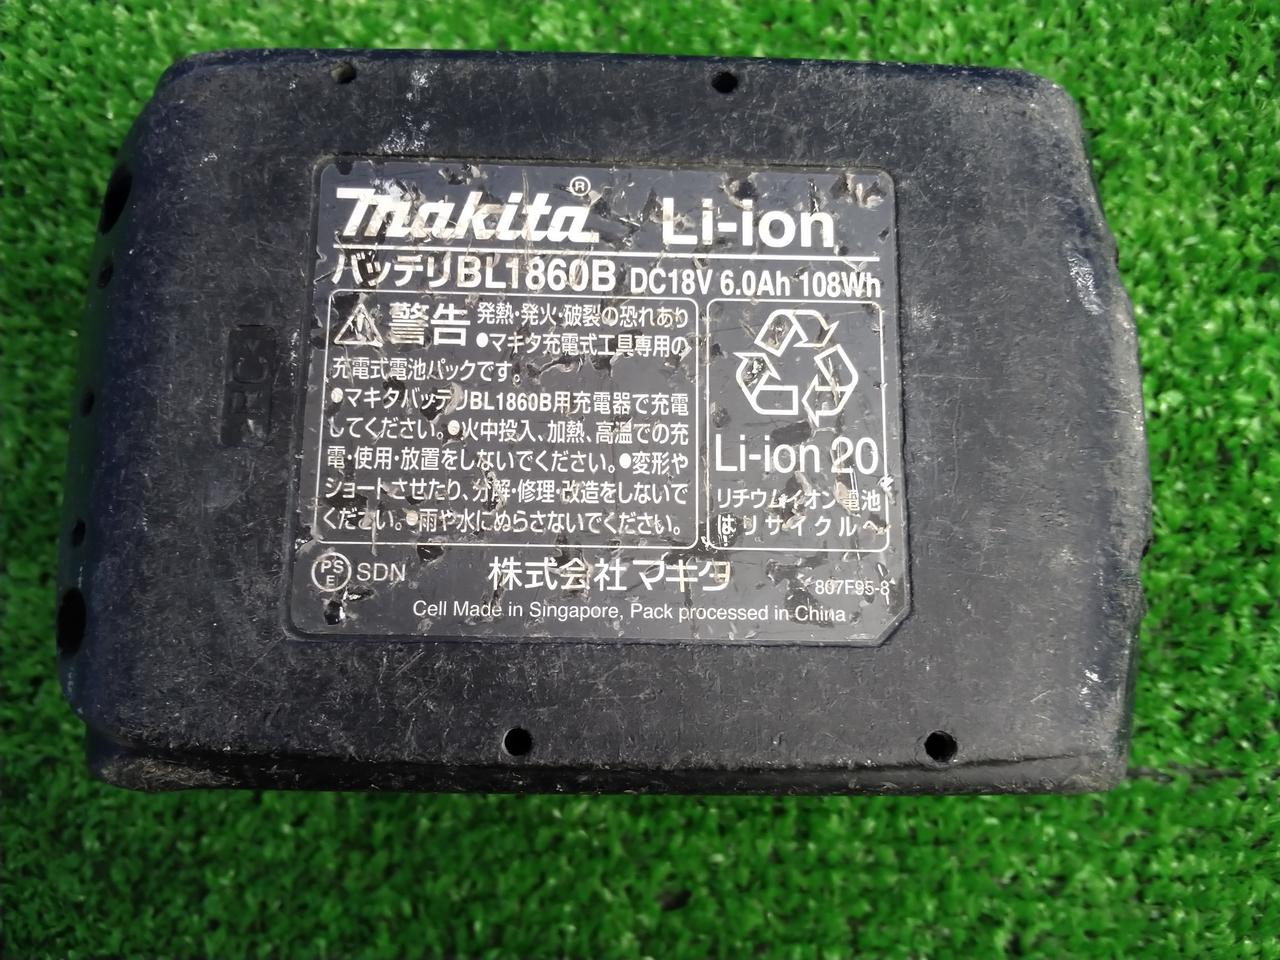 makita® Li-ion
バッテリBL1860B DC18V 6.0Ah 108Wh
警告 発熱・発火・破裂の恐れあり
●マキタ充電式工具専用の
充電式電池パックです。
●マキタバッテリBL1860B用充電器で充電
してください。●火中投入、加熱、高温での充
電・使用・放置をしないでください。●変形や
ショートさせたり、分解・修理・改造をしないで
ください。●雨や水にぬらさないでください。
Li-ion 20
リチウムイオン電池
はリサイクルへ
PSE SDN 株式会社マキタ 807F95-8
Cell Made in Singapore, Pack processed in China